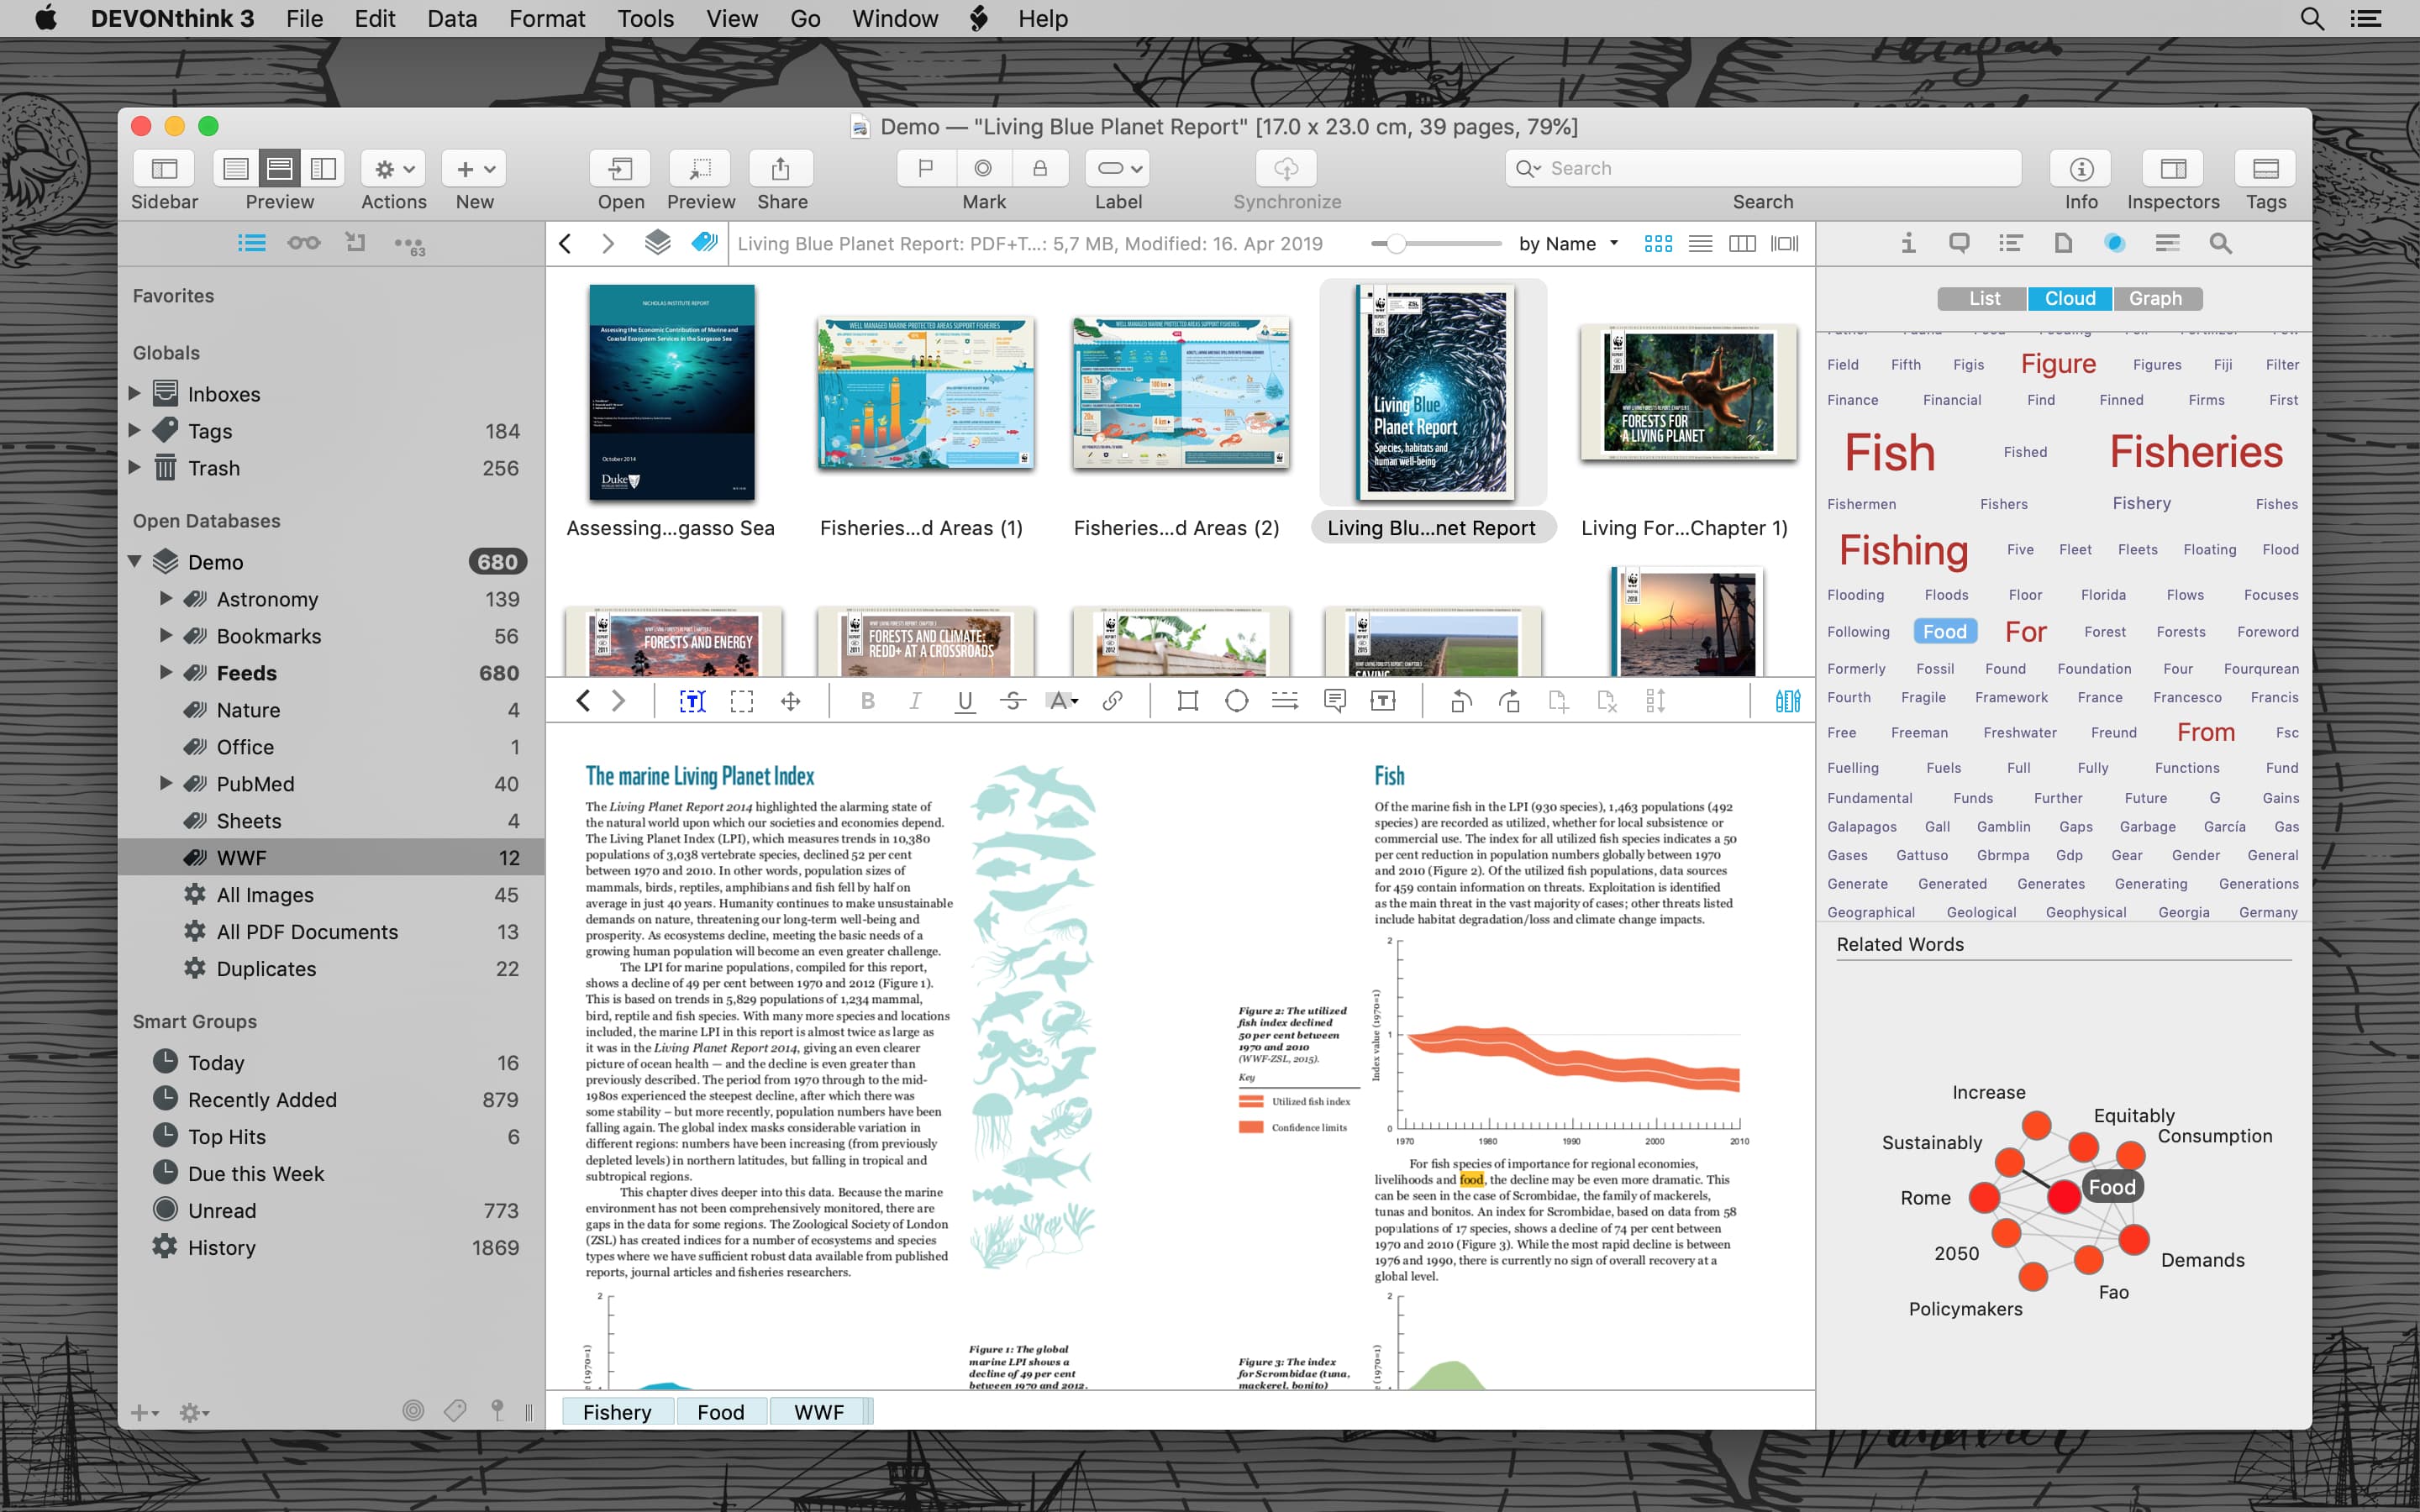 DEVONthink 3 File Edit Data Format Tools View Go Window Help
Demo — "Living Blue Planet Report" [17.0 x 23.0 cm, 39 pages, 79%]
Search
Sidebar Preview Actions New Open Preview Share Mark Label Synchronize Search Info Inspectors Tags
63
Living Blue Planet Report: PDF+T...: 5,7 MB, Modified: 16. Apr 2019 by Name
Favorites
Globals
Inboxes
Tags 184
Trash 256
Open Databases
Demo 680
Astronomy 139
Bookmarks 56
Feeds 680
Nature 4
Office 1
PubMed 40
Sheets 4
WWF 12
All Images 45
All PDF Documents 13
Duplicates 22
Smart Groups
Today 16
Recently Added 879
Top Hits 6
Due this Week
Unread 773
History 1869
NICHOLAS INSTITUTE REPORT
Assessing the Economic Contribution of Marine and
Coastal Ecosystem Services in the Sargasso Sea
October 2014
Duke
Assessing...gasso Sea
WELL MANAGED MARINE PROTECTED AREAS SUPPORT FISHERIES
Fisheries...d Areas (1)
WELL MANAGED MARINE PROTECTED AREAS SUPPORT FISHERIES
Fisheries...d Areas (2)
Living Blue
Planet Report
Species, habitats and
human well-being
Living Blu...net Report
FORESTS FOR
A LIVING PLANET
Living For...Chapter 1)
FORESTS AND ENERGY
FORESTS AND CLIMATE:
REDD+ AT A CROSSROADS
The marine Living Planet Index
The Living Planet Report 2014 highlighted the alarming state of
the natural world upon which our societies and economies depend.
The Living Planet Index (LPI), which measures trends in 10,380
populations of 3,038 vertebrate species, declined 52 per cent
between 1970 and 2010. In other words, population sizes of
mammals, birds, reptiles, amphibians and fish fell by half on
average in just 40 years. Humanity continues to make unsustainable
demands on nature, threatening our long-term well-being and
prosperity. As ecosystems decline, meeting the basic needs of a
growing human population will become an even greater challenge.
The LPI for marine populations, compiled for this report,
shows a decline of 49 per cent between 1970 and 2012 (Figure 1).
This is based on trends in 5,829 populations of 1,234 mammal,
bird, reptile and fish species. With many more species and locations
included, the marine LPI in this report is almost twice as large as
it was in the Living Planet Report 2014, giving an even clearer
picture of ocean health — and the decline is even greater than
previously described. The period from 1970 through to the mid-
1980s experienced the steepest decline, after which there was
some stability – but more recently, population numbers have been
falling again. The global index masks considerable variation in
different regions: numbers have been increasing (from previously
depleted levels) in northern latitudes, but falling in tropical and
subtropical regions.
This chapter dives deeper into this data. Because the marine
environment has not been comprehensively monitored, there are
gaps in the data for some regions. The Zoological Society of London
(ZSL) has created indices for a number of ecosystems and species
types where we have sufficient robust data available from published
reports, journal articles and fisheries researchers.
2
Figure 1: The global
marine LPI shows a
decline of 49 per cent
between 1970 and 2012.
Fish
Of the marine fish in the LPI (930 species), 1,463 populations (492
species) are recorded as utilized, whether for local subsistence or
commercial use. The index for all utilized fish species indicates a 50
per cent reduction in population numbers globally between 1970
and 2010 (Figure 2). Of the utilized fish populations, data sources
for 459 contain information on threats. Exploitation is identified
as the main threat in the vast majority of cases; other threats listed
include habitat degradation/loss and climate change impacts.
Figure 2: The utilized
fish index declined
50 per cent between
1970 and 2010
(WWF-ZSL, 2015).
Key
Utilized fish index
Confidence limits
Index value (1970=1)
2
1
0
1970 1980 1990 2000 2010
For fish species of importance for regional economies,
livelihoods and food, the decline may be even more dramatic. This
can be seen in the case of Scrombidae, the family of mackerels,
tunas and bonitos. An index for Scrombidae, based on data from 58
populations of 17 species, shows a decline of 74 per cent between
1970 and 2010 (Figure 3). While the most rapid decline is between
1976 and 1990, there is currently no sign of overall recovery at a
global level.
2
(1970=1)
Figure 3: The index
for Scrombidae (tuna,
mackerel, bonito)
Fishery Food WWF
List Cloud Graph
Field Fifth Figis Figure Figures Fiji Filter
Finance Financial Find Finned Firms First
Fish Fished Fisheries
Fishermen Fishers Fishery Fishes
Fishing Five Fleet Fleets Floating Flood
Flooding Floods Floor Florida Flows Focuses
Following Food For Forest Forests Foreword
Formerly Fossil Found Foundation Four Fourqurean
Fourth Fragile Framework France Francesco Francis
Free Freeman Freshwater Freund From Fsc
Fuelling Fuels Full Fully Functions Fund
Fundamental Funds Further Future G Gains
Galapagos Gall Gamblin Gaps Garbage García Gas
Gases Gattuso Gbrmpa Gdp Gear Gender General
Generate Generated Generates Generating Generations
Geographical Geological Geophysical Georgia Germany
Related Words
Increase
Equitably
Consumption
Sustainably
Food
Rome
2050
Demands
Fao
Policymakers